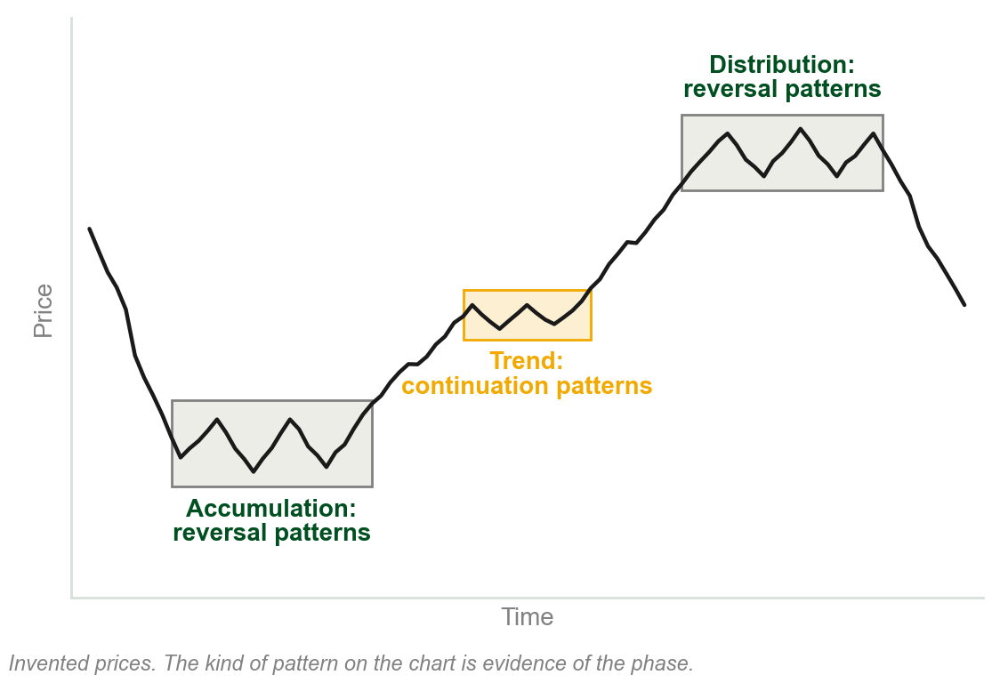 Distribution:
reversal patterns
Price
Trend:
continuation patterns
Accumulation:
reversal patterns
Time
Invented prices. The kind of pattern on the chart is evidence of the phase.